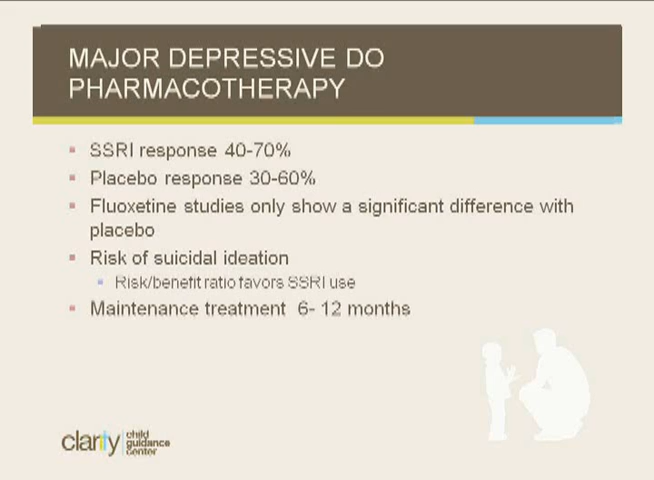 MAJOR DEPRESSIVE DO
PHARMACOTHERAPY
SSRI response 40-70%
Placebo response 30-60%
Fluoxetine studies only show a significant difference with
placebo
Risk of suicidal ideation
Risk/benefit ratio favors SSRI use
Maintenance treatment 6- 12 months
clarity child
guidance
center